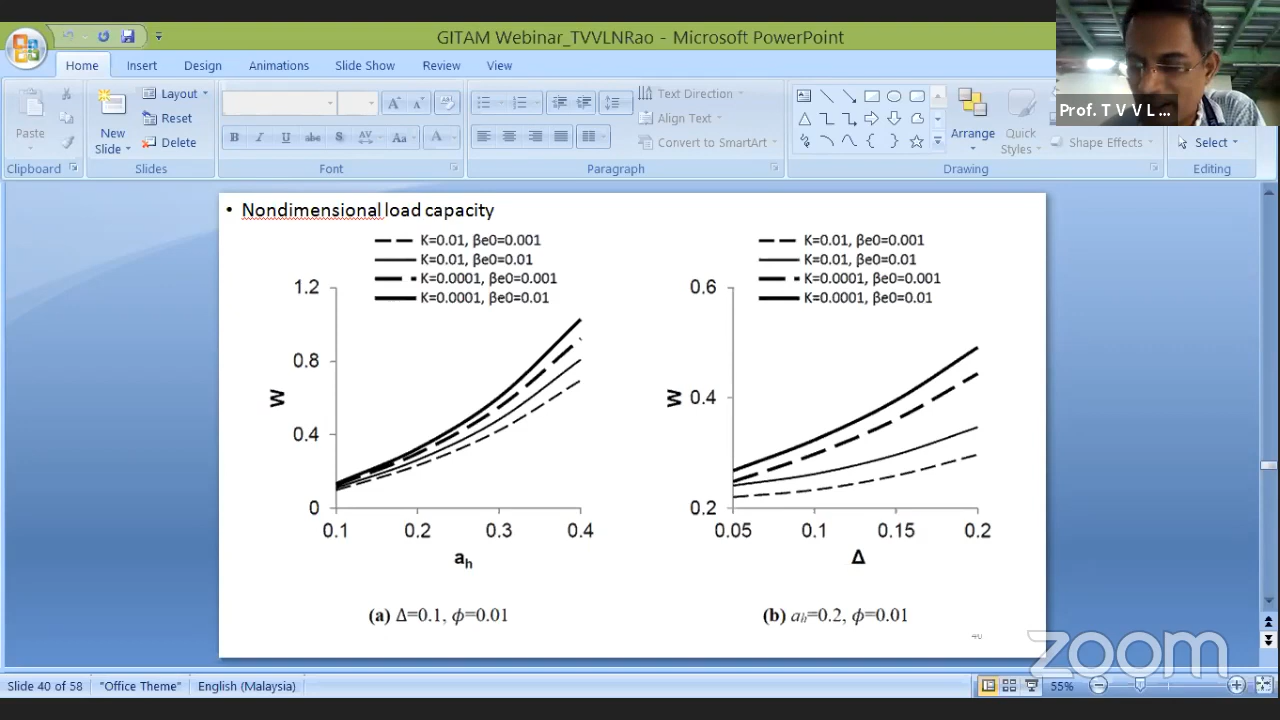 GITAM Webinar_TVVLNRao - Microsoft PowerPoint
Prof. T V V L ...
Home Insert Design Animations Slide Show Review View
Paste
New Slide
Layout
Reset
Delete
Text Direction
Align Text
Convert to SmartArt
Arrange
Quick Styles
Shape Effects
Select
Clipboard Slides Font Paragraph Drawing Editing
• Nondimensional load capacity
K=0.01, βe0=0.001
K=0.01, βe0=0.01
K=0.0001, βe0=0.001
K=0.0001, βe0=0.01
1.2
0.8
0.4
0
W
0.1 0.2 0.3 0.4
ah
(a) Δ=0.1, ϕ=0.01
K=0.01, βe0=0.001
K=0.01, βe0=0.01
K=0.0001, βe0=0.001
K=0.0001, βe0=0.01
0.6
0.4
0.2
W
0.05 0.1 0.15 0.2
Δ
(b) ah=0.2, ϕ=0.01
40
zoom
Slide 40 of 58 "Office Theme" English (Malaysia) 55%